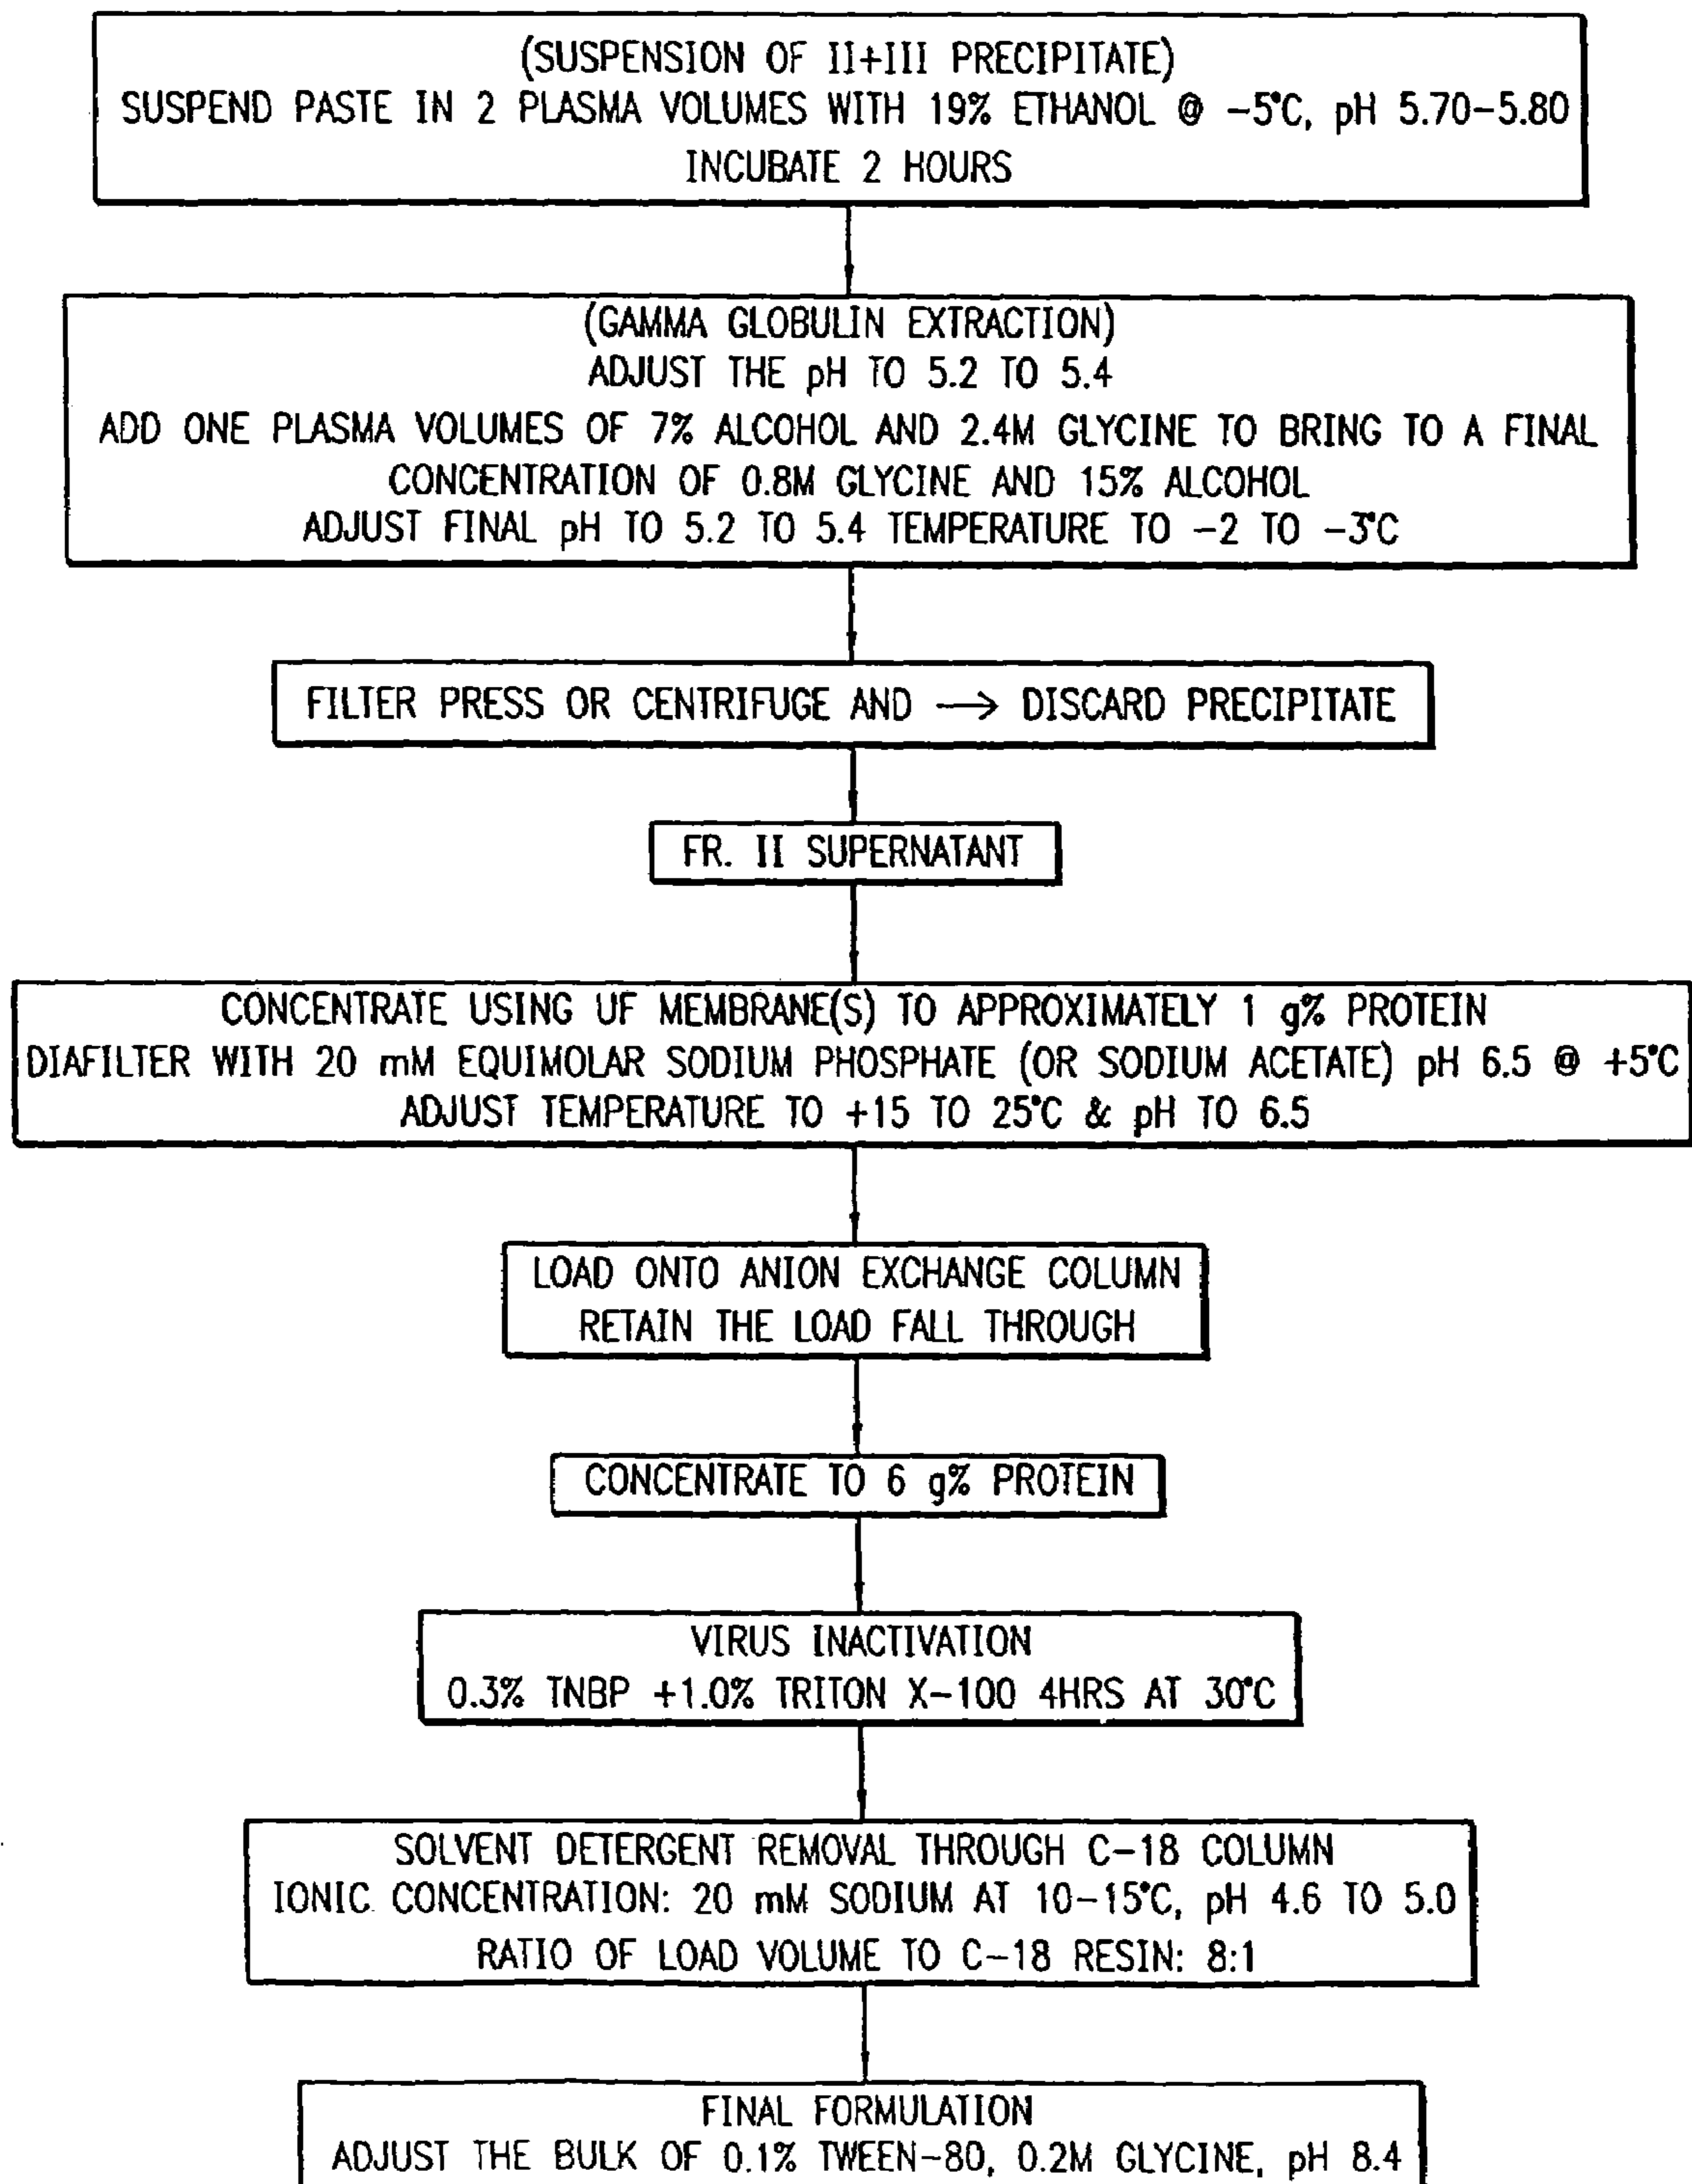 (SUSPENSION OF II+III PRECIPITATE)
SUSPEND PASTE IN 2 PLASMA VOLUMES WITH 19% ETHANOL @ -5°C, pH 5.70-5.80
INCUBATE 2 HOURS
(GAMMA GLOBULIN EXTRACTION)
ADJUST THE pH TO 5.2 TO 5.4
ADD ONE PLASMA VOLUMES OF 7% ALCOHOL AND 2.4M GLYCINE TO BRING TO A FINAL
CONCENTRATION OF 0.8M GLYCINE AND 15% ALCOHOL
ADJUST FINAL pH TO 5.2 TO 5.4 TEMPERATURE TO -2 TO -3°C
FILTER PRESS OR CENTRIFUGE AND → DISCARD PRECIPITATE
FR. II SUPERNATANT
CONCENTRATE USING UF MEMBRANE(S) TO APPROXIMATELY 1 g% PROTEIN
DIAFILTER WITH 20 mM EQUIMOLAR SODIUM PHOSPHATE (OR SODIUM ACETATE) pH 6.5 @ +5°C
ADJUST TEMPERATURE TO +15 TO 25°C & pH TO 6.5
LOAD ONTO ANION EXCHANGE COLUMN
RETAIN THE LOAD FALL THROUGH
CONCENTRATE TO 6 g% PROTEIN
VIRUS INACTIVATION
0.3% TNBP +1.0% TRITON X-100 4HRS AT 30°C
SOLVENT DETERGENT REMOVAL THROUGH C-18 COLUMN
IONIC CONCENTRATION: 20 mM SODIUM AT 10-15°C, pH 4.6 TO 5.0
RATIO OF LOAD VOLUME TO C-18 RESIN: 8:1
FINAL FORMULATION
ADJUST THE BULK OF 0.1% TWEEN-80, 0.2M GLYCINE, pH 8.4